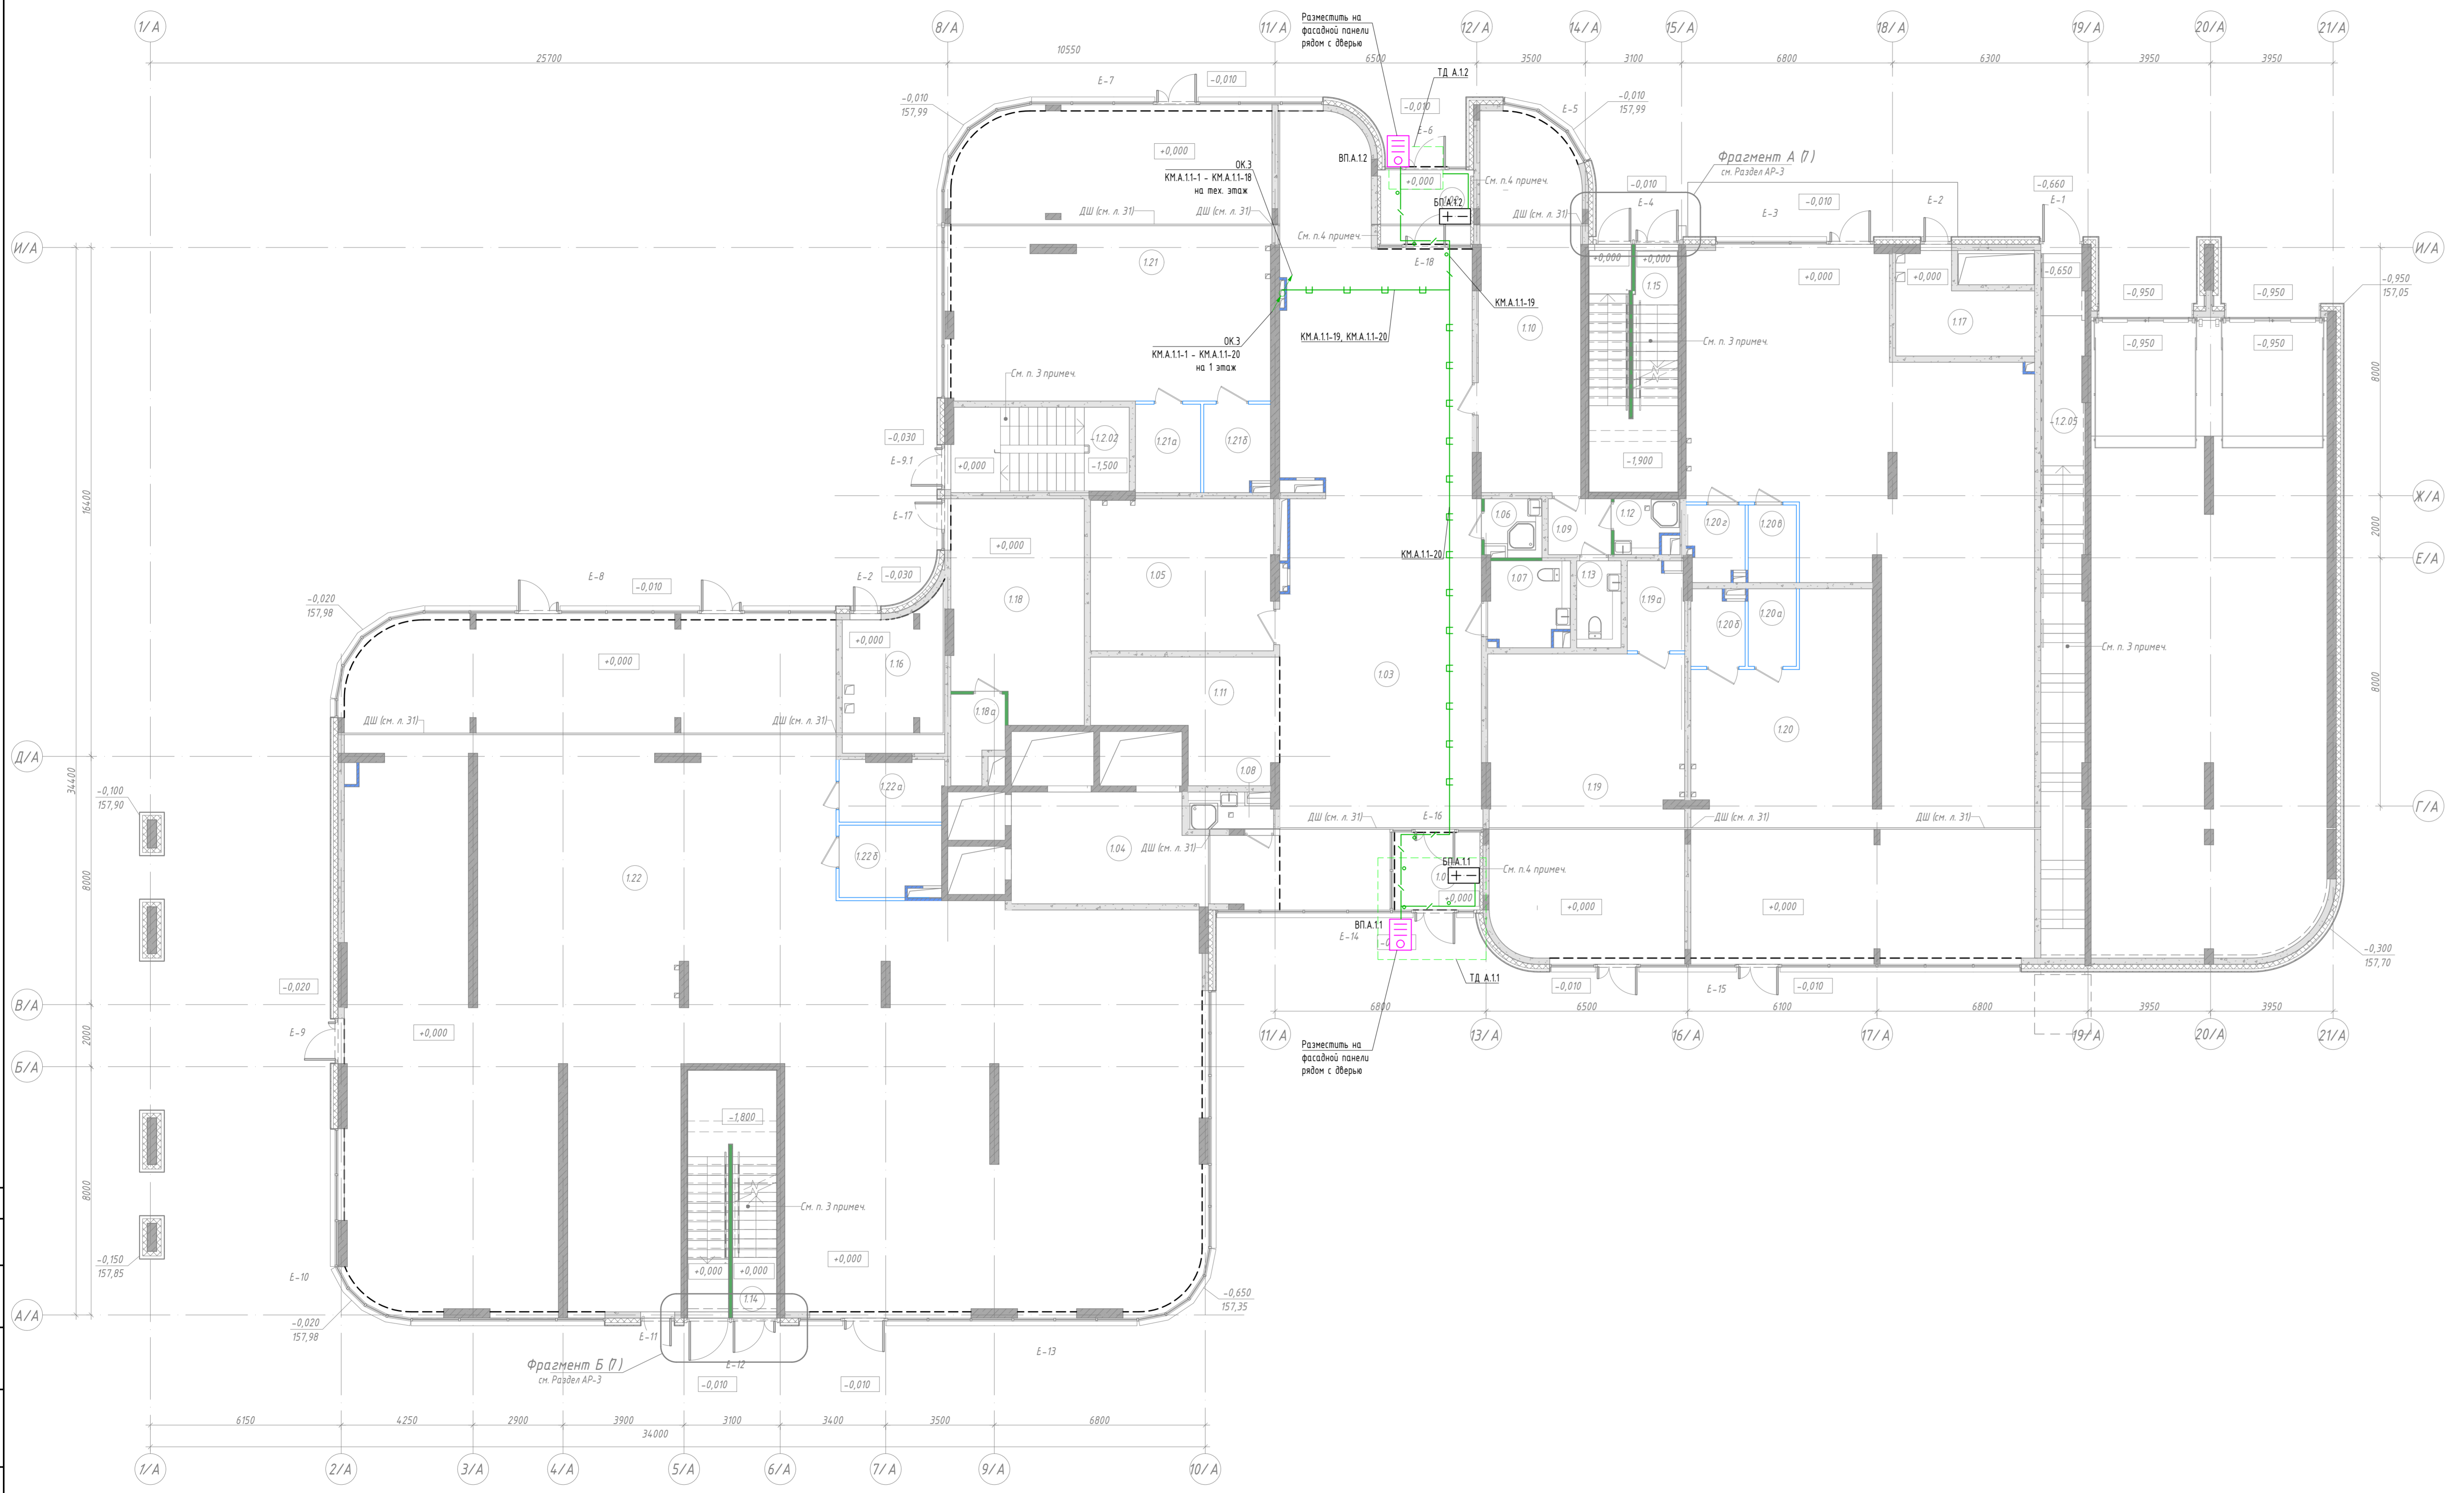 1/А
8/А
11/А
12/А
14/А
15/А
18/А
19/А
20/А
21/А
Разместить на
фасадной панели
рядом с дверью
25700
10550
6500
3500
3100
6800
6300
3950
3950
ТД А.1.2
Е-7
-0,010
-0,010
157,99
-0,010
Е-6
Е-5
-0,010
157,99
+0,000
ВП.А.1.2
ОК.3
КМ.А.1.1-1 - КМ.А.1.1-18
на тех. этаж
Фрагмент А (7)
см. Раздел АР-3
+0,000
См. п.4 примеч.
-0,010
-0,660
БП.А.1.2
Е-4
Е-3
-0,010
Е-2
Е-1
ДШ (см. л. 31)
ДШ (см. л. 31)
ДШ (см. л. 31)
См. п.4 примеч.
И/А
И/А
1.21
Е-18
+0,000
+0,000
+0,000
+0,000
-0,650
-0,950
157,05
1.15
-0,950
-0,950
КМ.А.1.1-19
1.10
1.17
ОК.3
КМ.А.1.1-1 - КМ.А.1.1-20
на 1 этаж
КМ.А.1.1-19, КМ.А.1.1-20
См. п. 3 примеч.
-0,950
-0,950
См. п. 3 примеч.
8000
-0,030
Е-9.1
+0,000
-1.2.02
-1,500
1.21а
1.21б
-1.2.05
-1,900
16400
Ж/А
Е-17
1.06
1.09
1.12
1.20г
1.20в
2000
+0,000
КМ.А.1.1-20
Е/А
Е-8
-0,010
Е-2
-0,030
1.05
1.07
1.13
1.19а
1.18
1.20б
1.20а
-0,020
157,98
+0,000
+0,000
1.16
См. п. 3 примеч.
1.03
1.11
8000
ДШ (см. л. 31)
ДШ (см. л. 31)
1.18а
1.20
Д/А
34400
1.22а
1.08
1.19
-0,100
157,90
Г/А
ДШ (см. л. 31)
Е-16
ДШ (см. л. 31)
ДШ (см. л. 31)
1.22б
1.04
ДШ (см. л. 31)
БП.А.1.1
См. п.4 примеч.
1.22
8000
+0,000
+0,000
+0,000
ВП.А.1.1
Е-14
-0,300
157,70
ТД А.1.1
-0,020
-0,010
Е-15
-0,010
В/А
6800
6500
6100
6800
3950
3950
Е-9
+0,000
2000
11/А
13/А
16/А
17/А
19/А
20/А
21/А
Разместить на
фасадной панели
рядом с дверью
Б/А
-1,800
8000
См. п. 3 примеч.
-0,150
157,85
+0,000
+0,000
+0,000
Е-10
1.14
-0,650
157,35
А/А
-0,020
157,98
Е-11
Е-12
Е-13
Фрагмент Б (7)
см. Раздел АР-3
-0,010
-0,010
6150
4250
2900
3900
3100
3400
3500
6800
34000
1/А
2/А
3/А
4/А
5/А
6/А
7/А
9/А
10/А